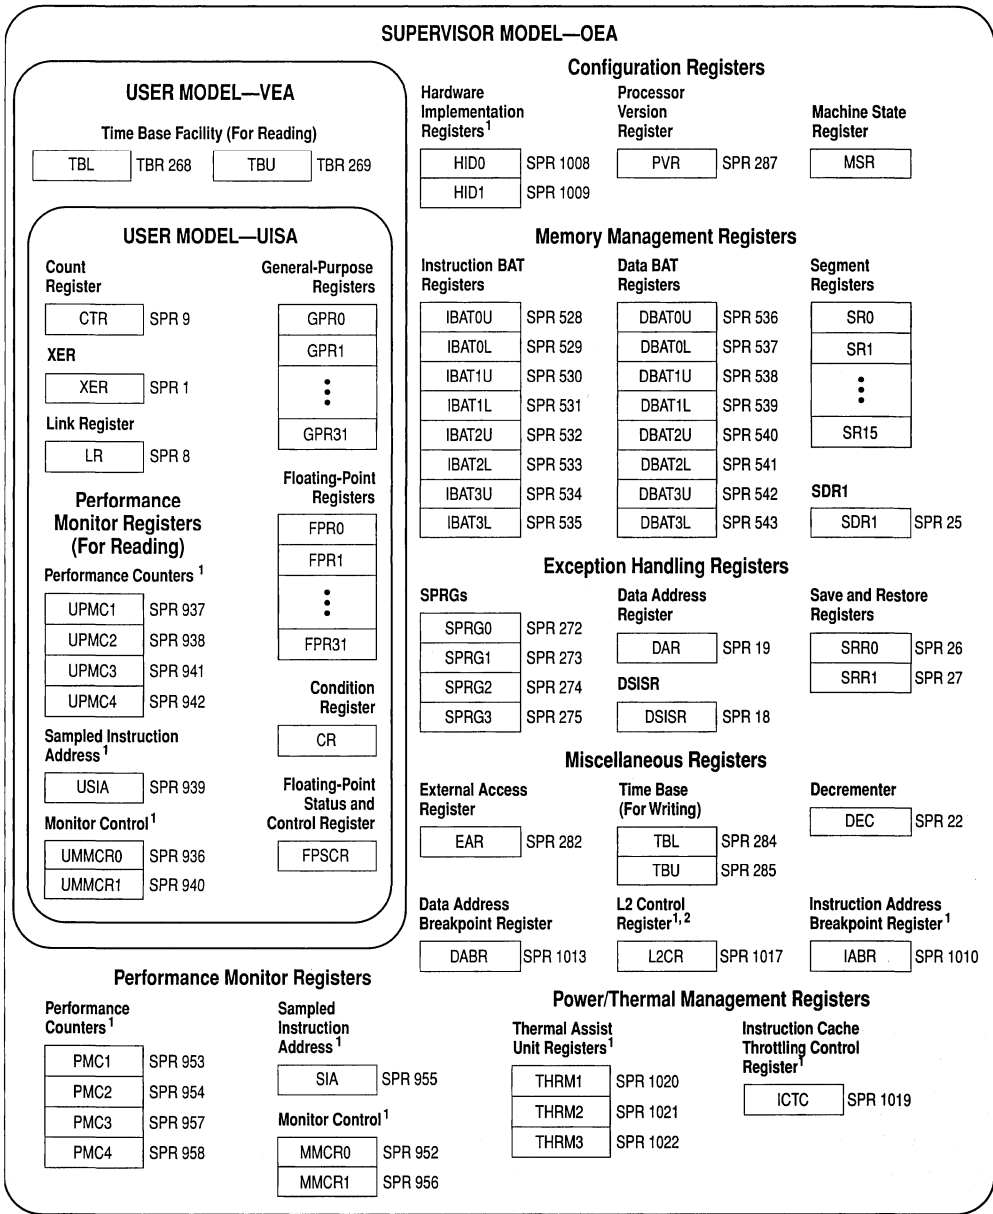 SUPERVISOR MODEL—OEA
USER MODEL—VEA
Time Base Facility (For Reading)
TBL TBR 268 TBU TBR 269
USER MODEL—UISA
Count
Register
CTR SPR 9
XER
XER SPR 1
Link Register
LR SPR 8
Performance
Monitor Registers
(For Reading)
Performance Counters 1
UPMC1 SPR 937
UPMC2 SPR 938
UPMC3 SPR 941
UPMC4 SPR 942
Sampled Instruction
Address 1
USIA SPR 939
Monitor Control 1
UMMCR0 SPR 936
UMMCR1 SPR 940
General-Purpose
Registers
GPR0
GPR1
GPR31
Floating-Point
Registers
FPR0
FPR1
FPR31
Condition
Register
CR
Floating-Point
Status and
Control Register
FPSCR
Configuration Registers
Hardware
Implementation
Registers1
HID0 SPR 1008
HID1 SPR 1009
Processor
Version
Register
PVR SPR 287
Machine State
Register
MSR
Memory Management Registers
Instruction BAT
Registers
IBAT0U SPR 528
IBAT0L SPR 529
IBAT1U SPR 530
IBAT1L SPR 531
IBAT2U SPR 532
IBAT2L SPR 533
IBAT3U SPR 534
IBAT3L SPR 535
Data BAT
Registers
DBAT0U SPR 536
DBAT0L SPR 537
DBAT1U SPR 538
DBAT1L SPR 539
DBAT2U SPR 540
DBAT2L SPR 541
DBAT3U SPR 542
DBAT3L SPR 543
Segment
Registers
SR0
SR1
SR15
SDR1
SDR1 SPR 25
Exception Handling Registers
SPRGs
SPRG0 SPR 272
SPRG1 SPR 273
SPRG2 SPR 274
SPRG3 SPR 275
Data Address
Register
DAR SPR 19
DSISR
DSISR SPR 18
Save and Restore
Registers
SRR0 SPR 26
SRR1 SPR 27
Miscellaneous Registers
External Access
Register
EAR SPR 282
Time Base
(For Writing)
TBL SPR 284
TBU SPR 285
Decrementer
DEC SPR 22
Data Address
Breakpoint Register
DABR SPR 1013
L2 Control
Register1, 2
L2CR SPR 1017
Instruction Address
Breakpoint Register 1
IABR SPR 1010
Performance Monitor Registers
Performance
Counters 1
PMC1 SPR 953
PMC2 SPR 954
PMC3 SPR 957
PMC4 SPR 958
Sampled
Instruction
Address 1
SIA SPR 955
Monitor Control 1
MMCR0 SPR 952
MMCR1 SPR 956
Power/Thermal Management Registers
Thermal Assist
Unit Registers1
THRM1 SPR 1020
THRM2 SPR 1021
THRM3 SPR 1022
Instruction Cache
Throttling Control
Register1
ICTC SPR 1019